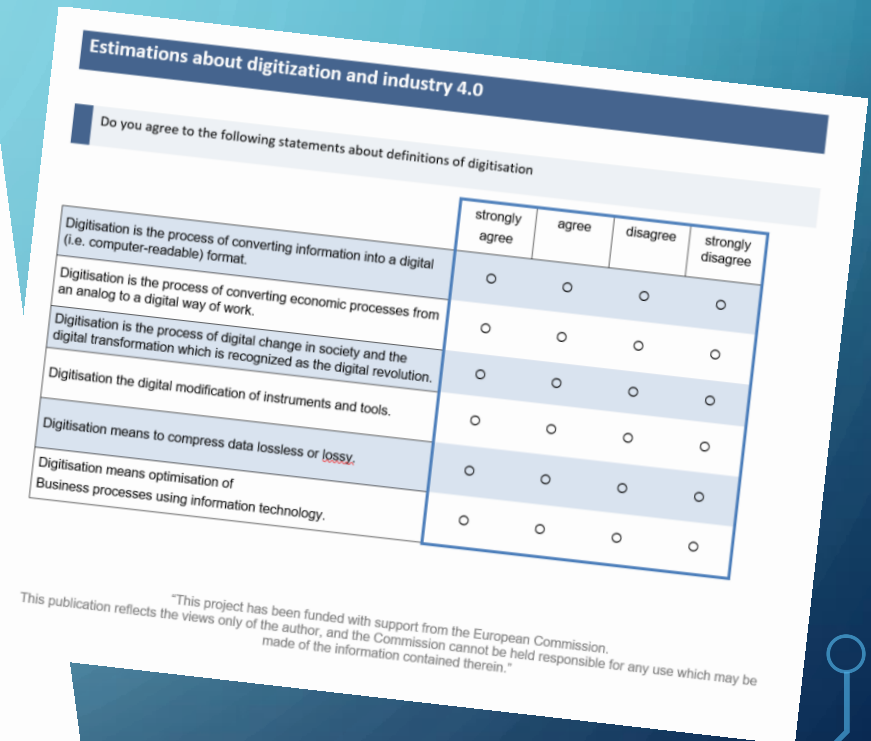 Estimations about digitization and industry 4.0
Do you agree to the following statements about definitions of digitisation
strongly
agree
agree
disagree
strongly
disagree
Digitisation is the process of converting information into a digital
(i.e. computer-readable) format.
Digitisation is the process of converting economic processes from
an analog to a digital way of work.
Digitisation is the process of digital change in society and the
digital transformation which is recognized as the digital revolution.
Digitisation the digital modification of instruments and tools.
Digitisation means to compress data lossless or lossy.
Digitisation means optimisation of
Business processes using information technology.
“This project has been funded with support from the European Commission.
This publication reflects the views only of the author, and the Commission cannot be held responsible for any use which may be
made of the information contained therein.”